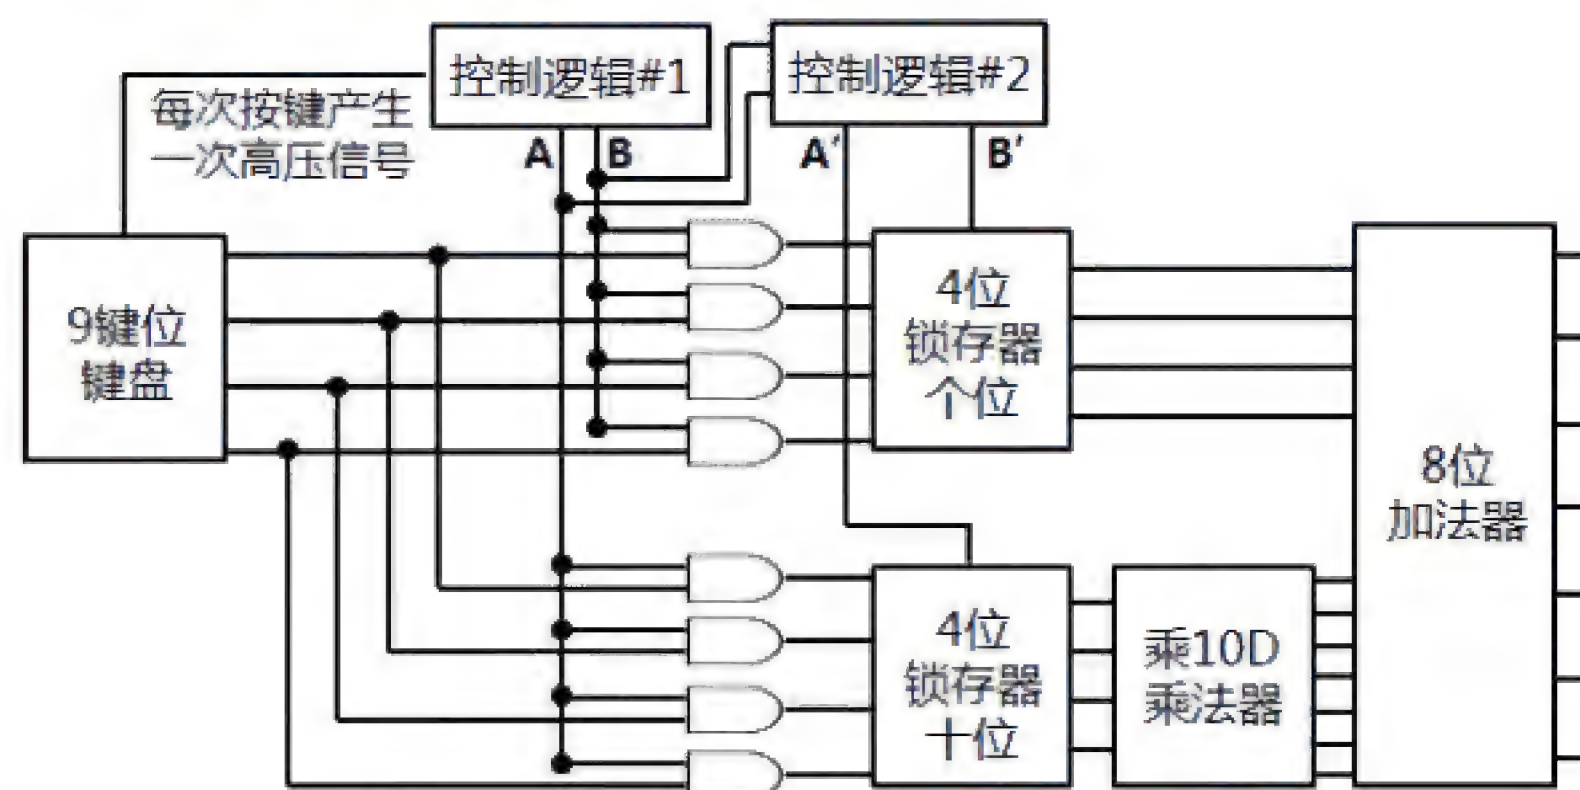 控制逻辑#1
控制逻辑#2
每次按键产生
一次高压信号
A
B
A′
B′
9键位
键盘
4位
锁存器
个位
8位
加法器
4位
锁存器
十位
乘10D
乘法器